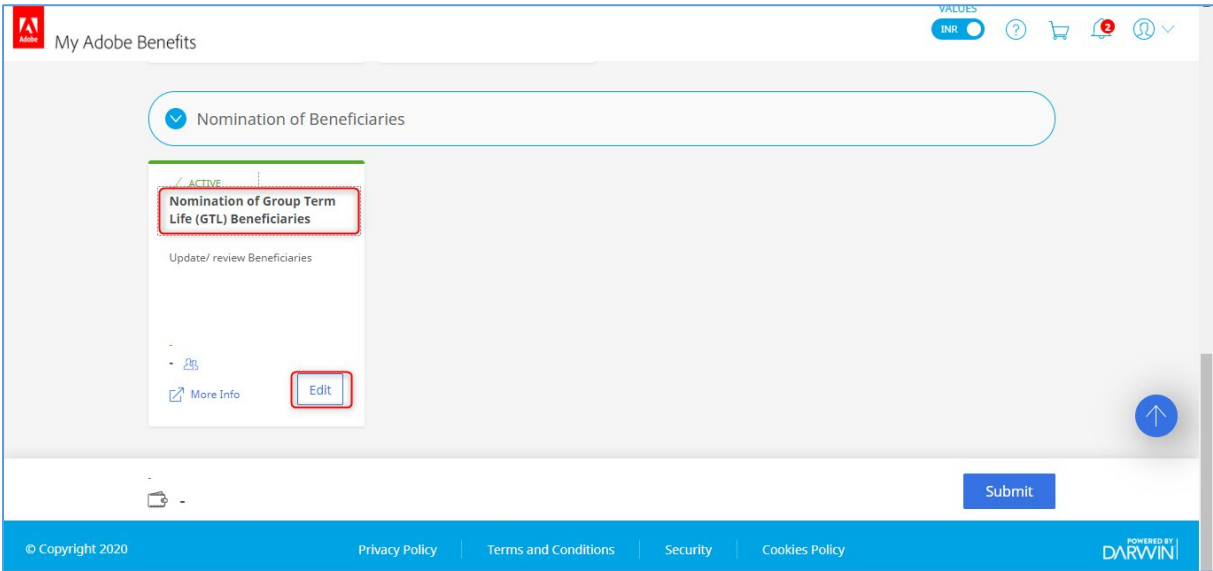 VALUES
Adobe
My Adobe Benefits
INR
2
Nomination of Beneficiaries
ACTIVE
Nomination of Group Term
Life (GTL) Beneficiaries
Update/ review Beneficiaries
-
-
More Info
Edit
-
-
Submit
© Copyright 2020
Privacy Policy
Terms and Conditions
Security
Cookies Policy
POWERED BY
DARWIN